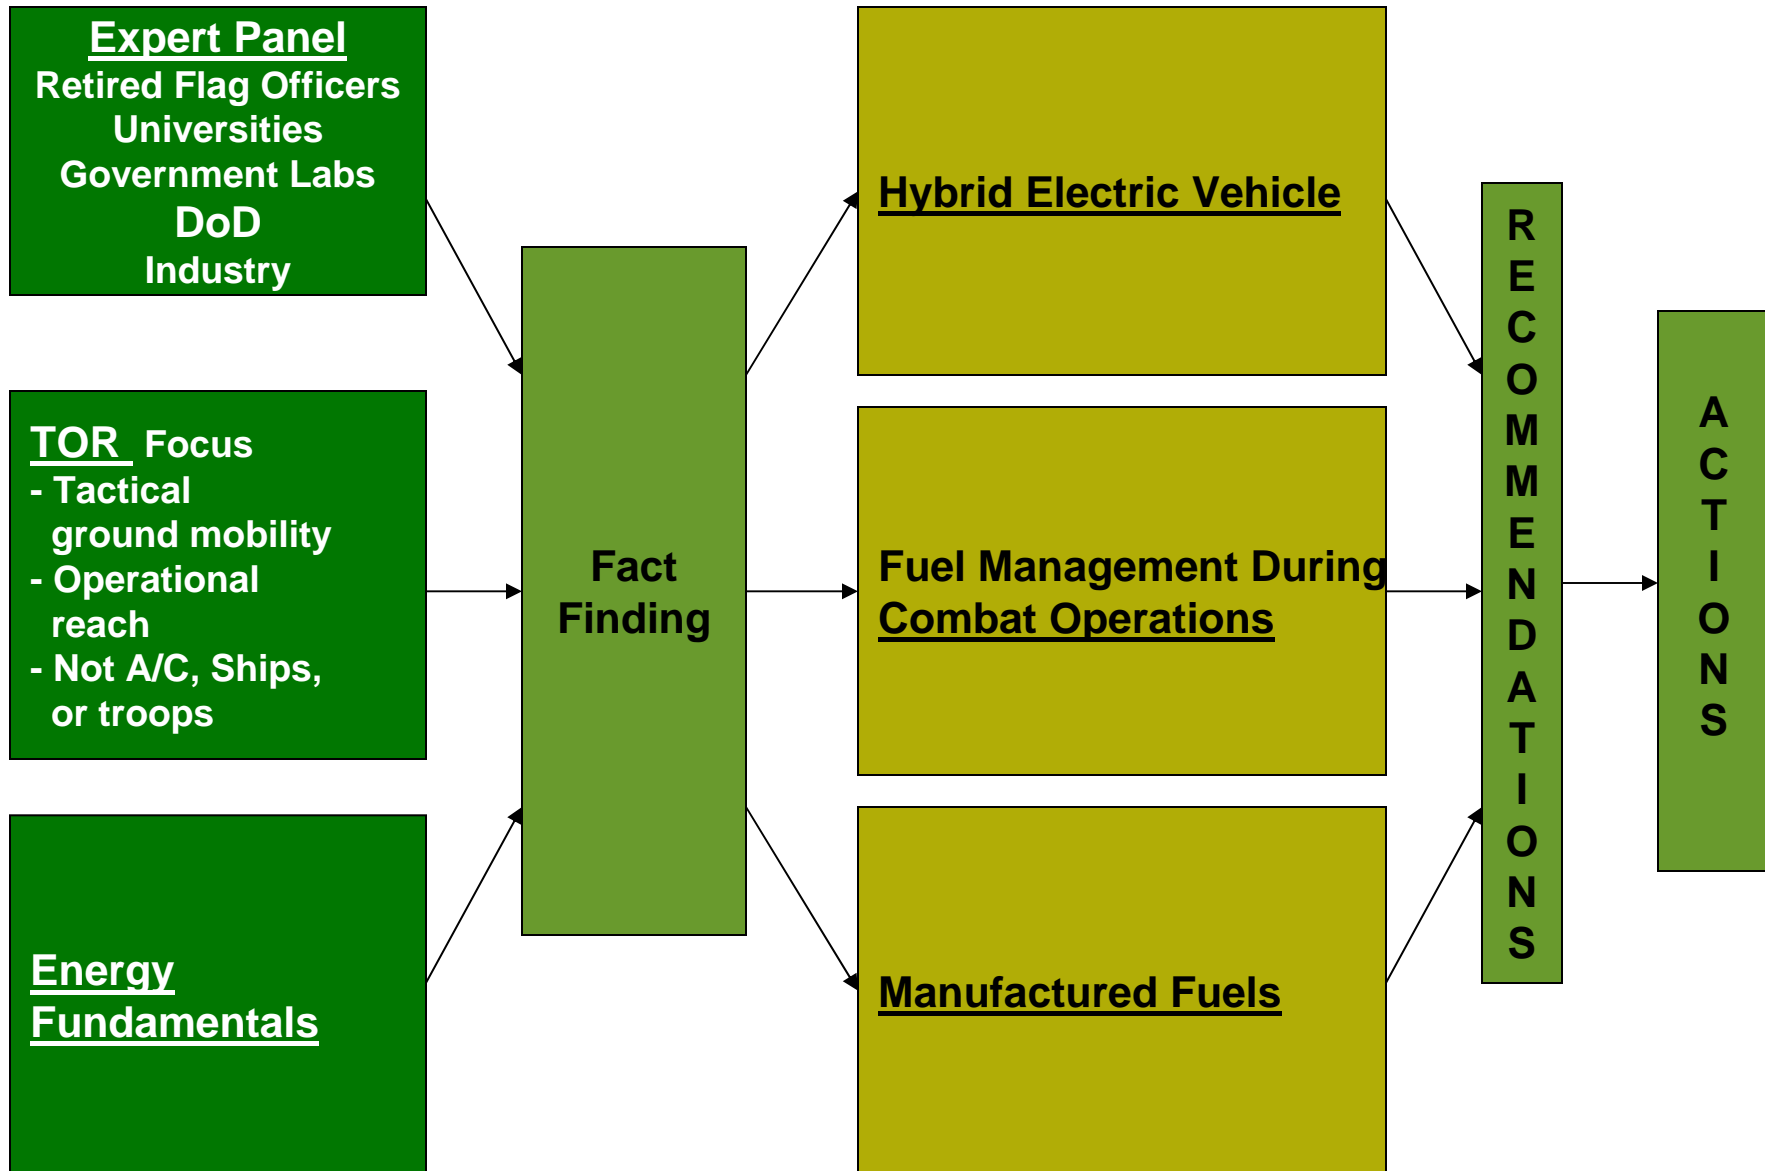 Expert Panel
Retired Flag Officers
Universities
Government Labs
DoD
Industry
TOR Focus
- Tactical
ground mobility
- Operational
reach
- Not A/C, Ships,
or troops
Energy
Fundamentals
Fact
Finding
Hybrid Electric Vehicle
Fuel Management During
Combat Operations
Manufactured Fuels
RECOMMENDATIONS
ACTIONS